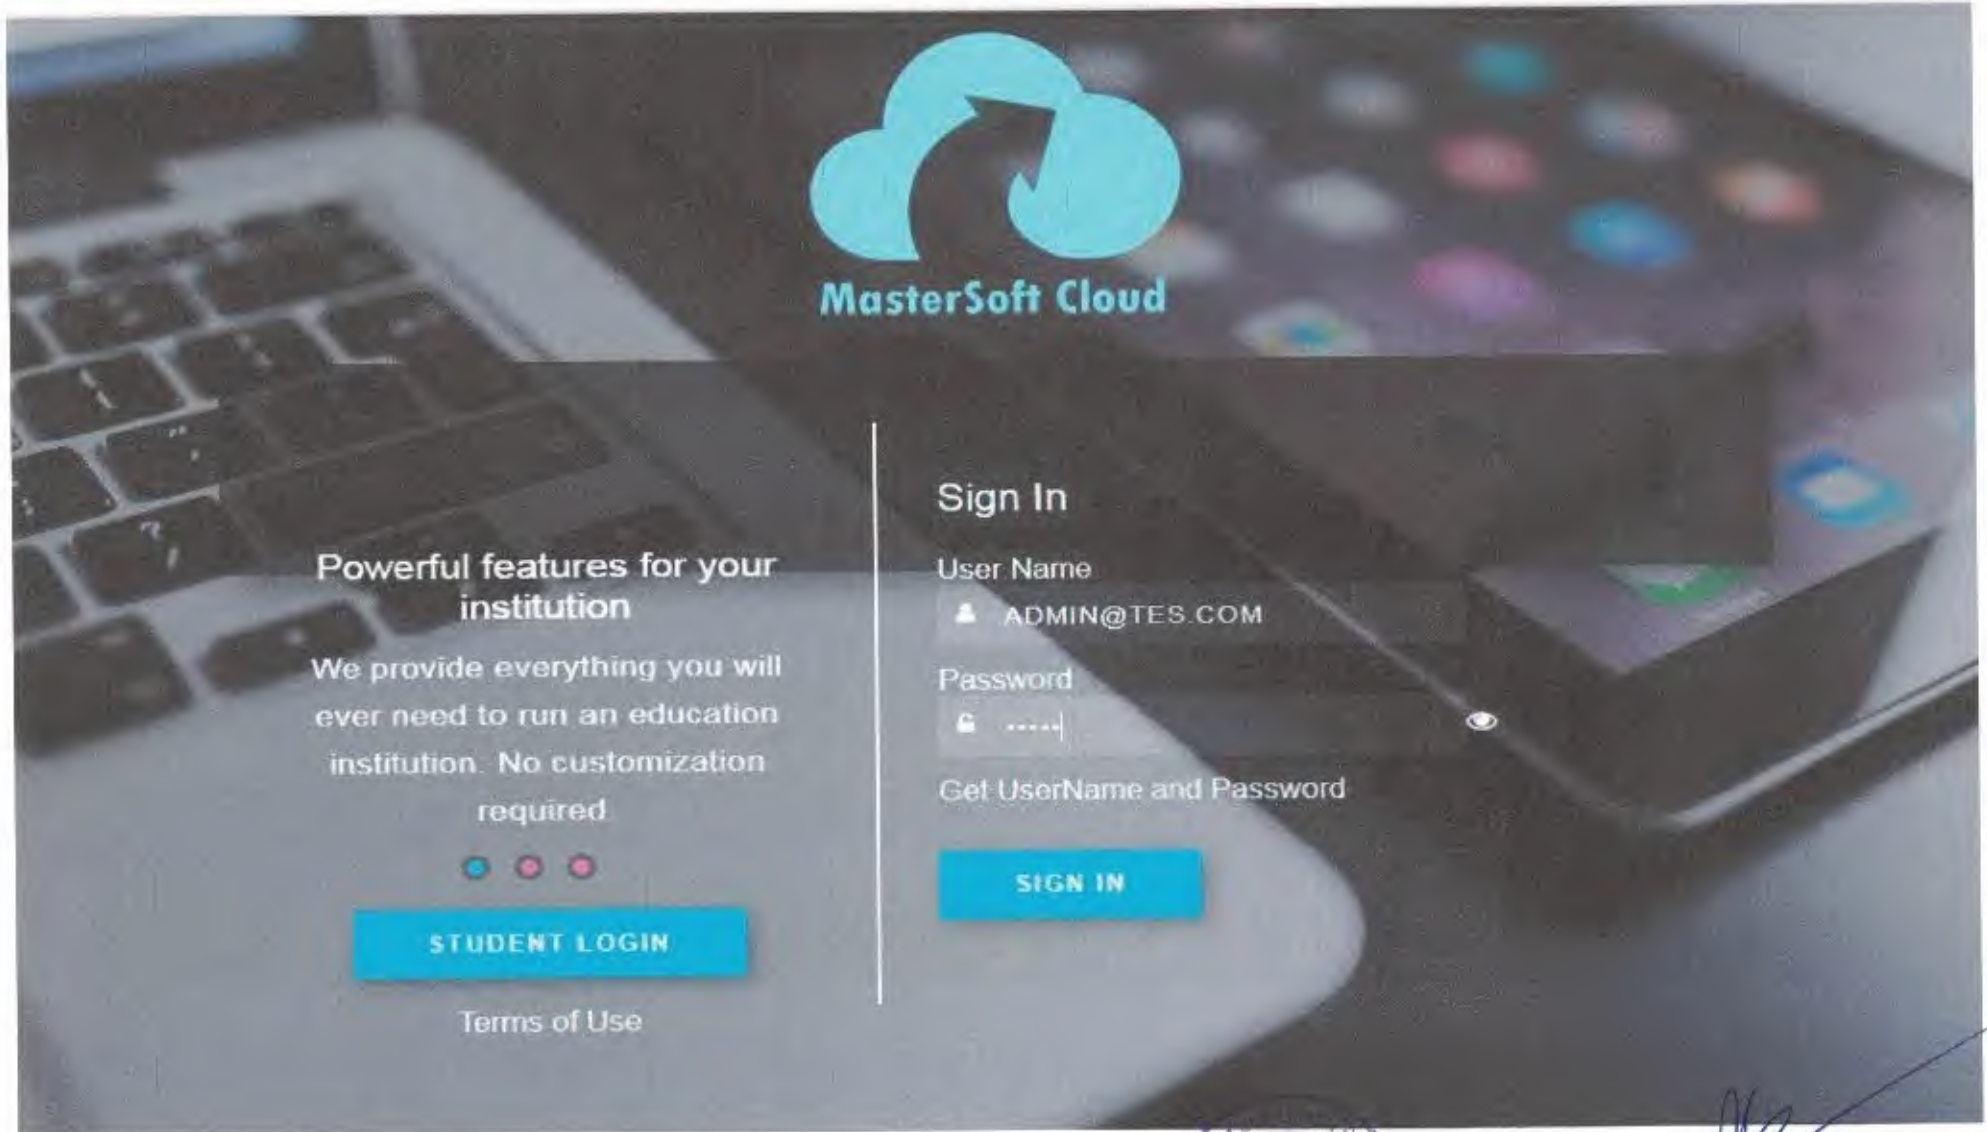 MasterSoft Cloud
Powerful features for your
institution
We provide everything you will
ever need to run an education
institution. No customization
required
STUDENT LOGIN
Terms of Use
Sign In
User Name
ADMIN@TES.COM
Password
Get UserName and Password
SIGN IN